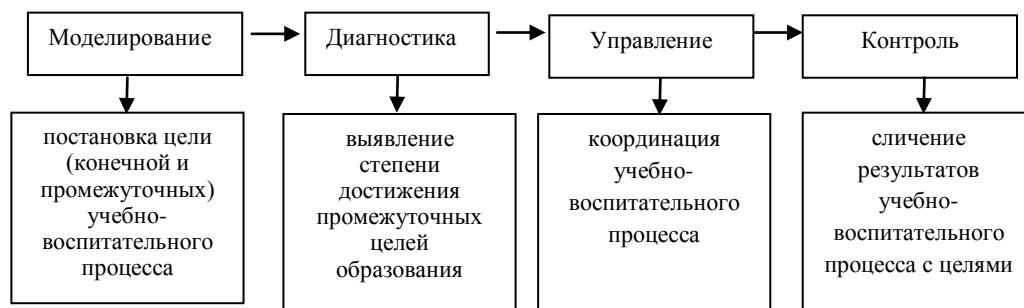 Моделирование
Диагностика
Управление
Контроль
постановка цели
(конечной и
промежуточных)
учебно-
воспитательного
процесса
выявление
степени
достижения
промежуточных
целей
образования
координация
учебно-
воспитательного
процесса
сличение
результатов
учебно-
воспитательного
процесса с целями